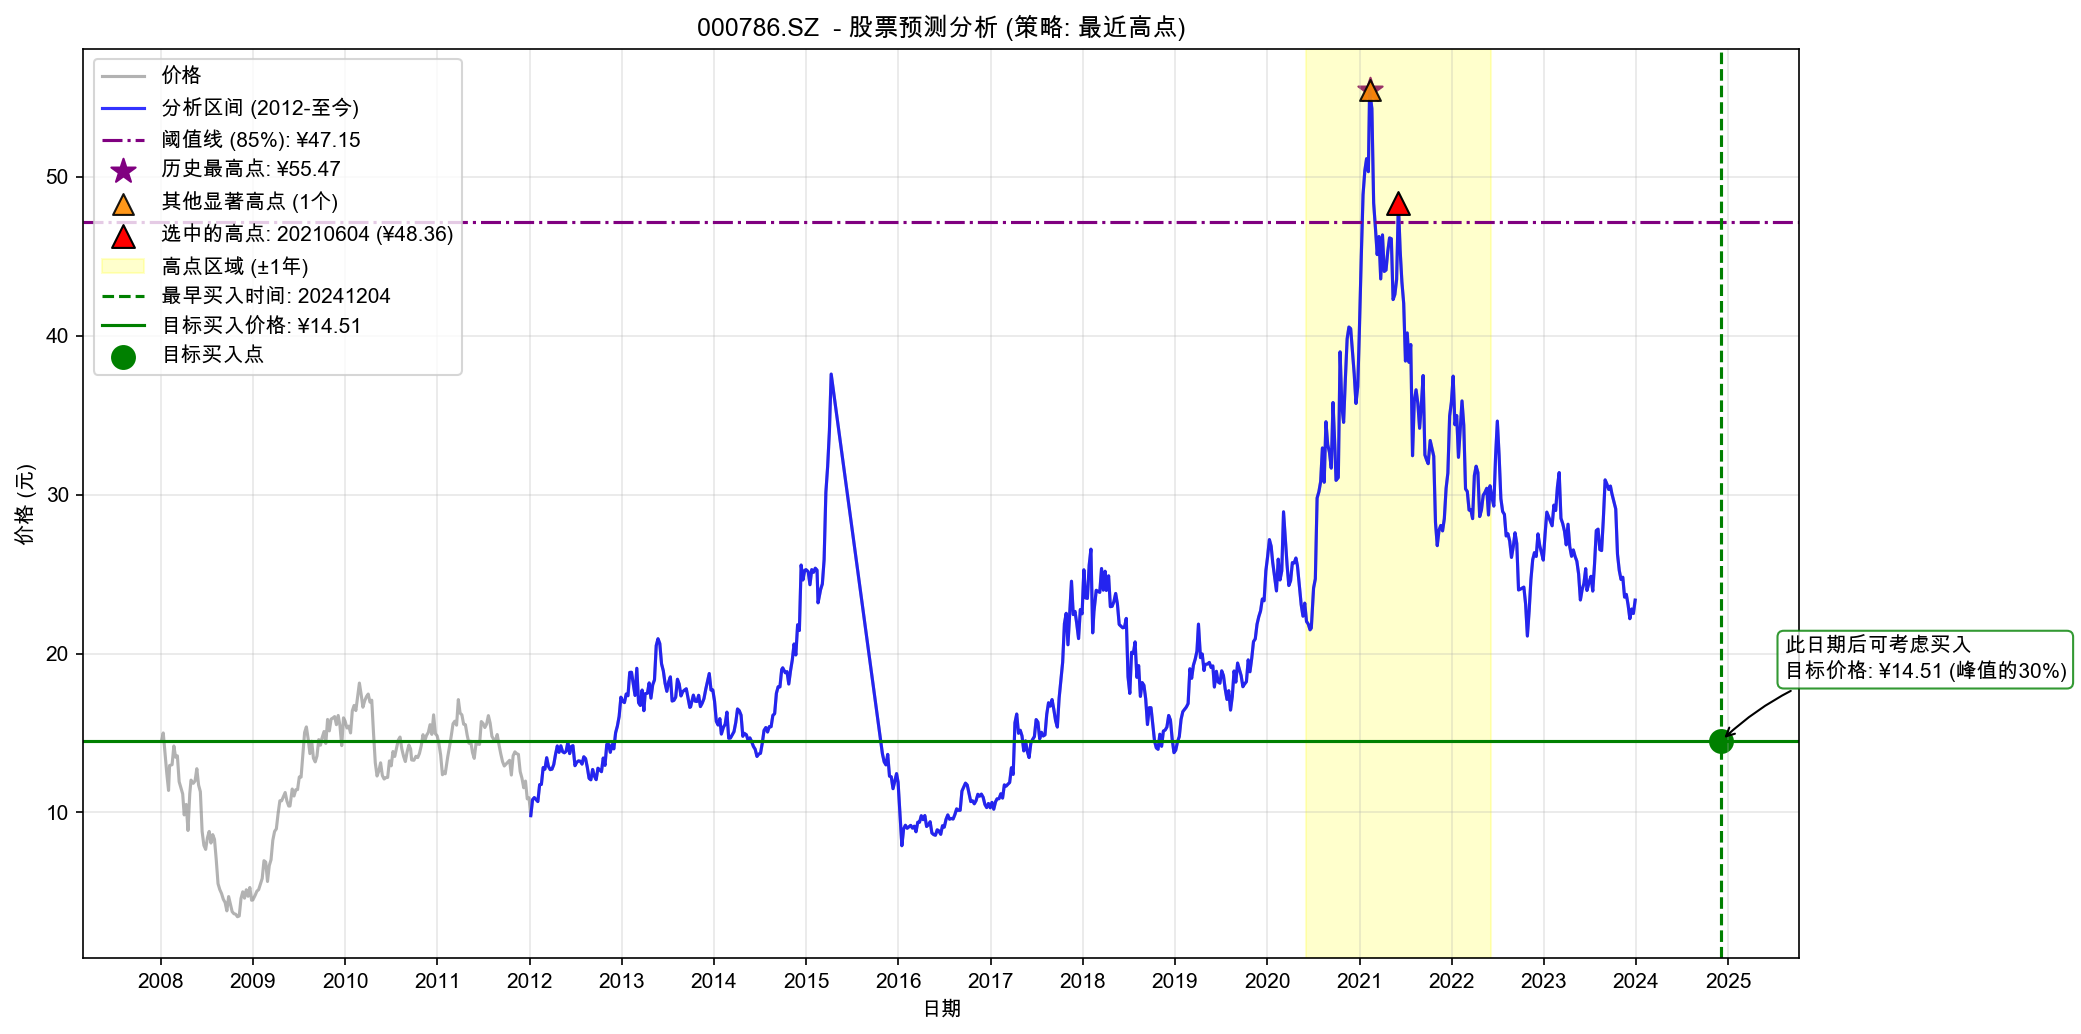 000786.SZ - 股票预测分析 (策略: 最近高点)
价格
分析区间 (2012-至今)
阈值线 (85%): ¥47.15
历史最高点: ¥55.47
其他显著高点 (1个)
选中的高点: 20210604 (¥48.36)
高点区域 (±1年)
最早买入时间: 20241204
目标买入价格: ¥14.51
目标买入点
价格 (元)
50
40
30
20
10
此日期后可考虑买入
目标价格: ¥14.51 (峰值的30%)
2008 2009 2010 2011 2012 2013 2014 2015 2016 2017 2018 2019 2020 2021 2022 2023 2024 2025
日期